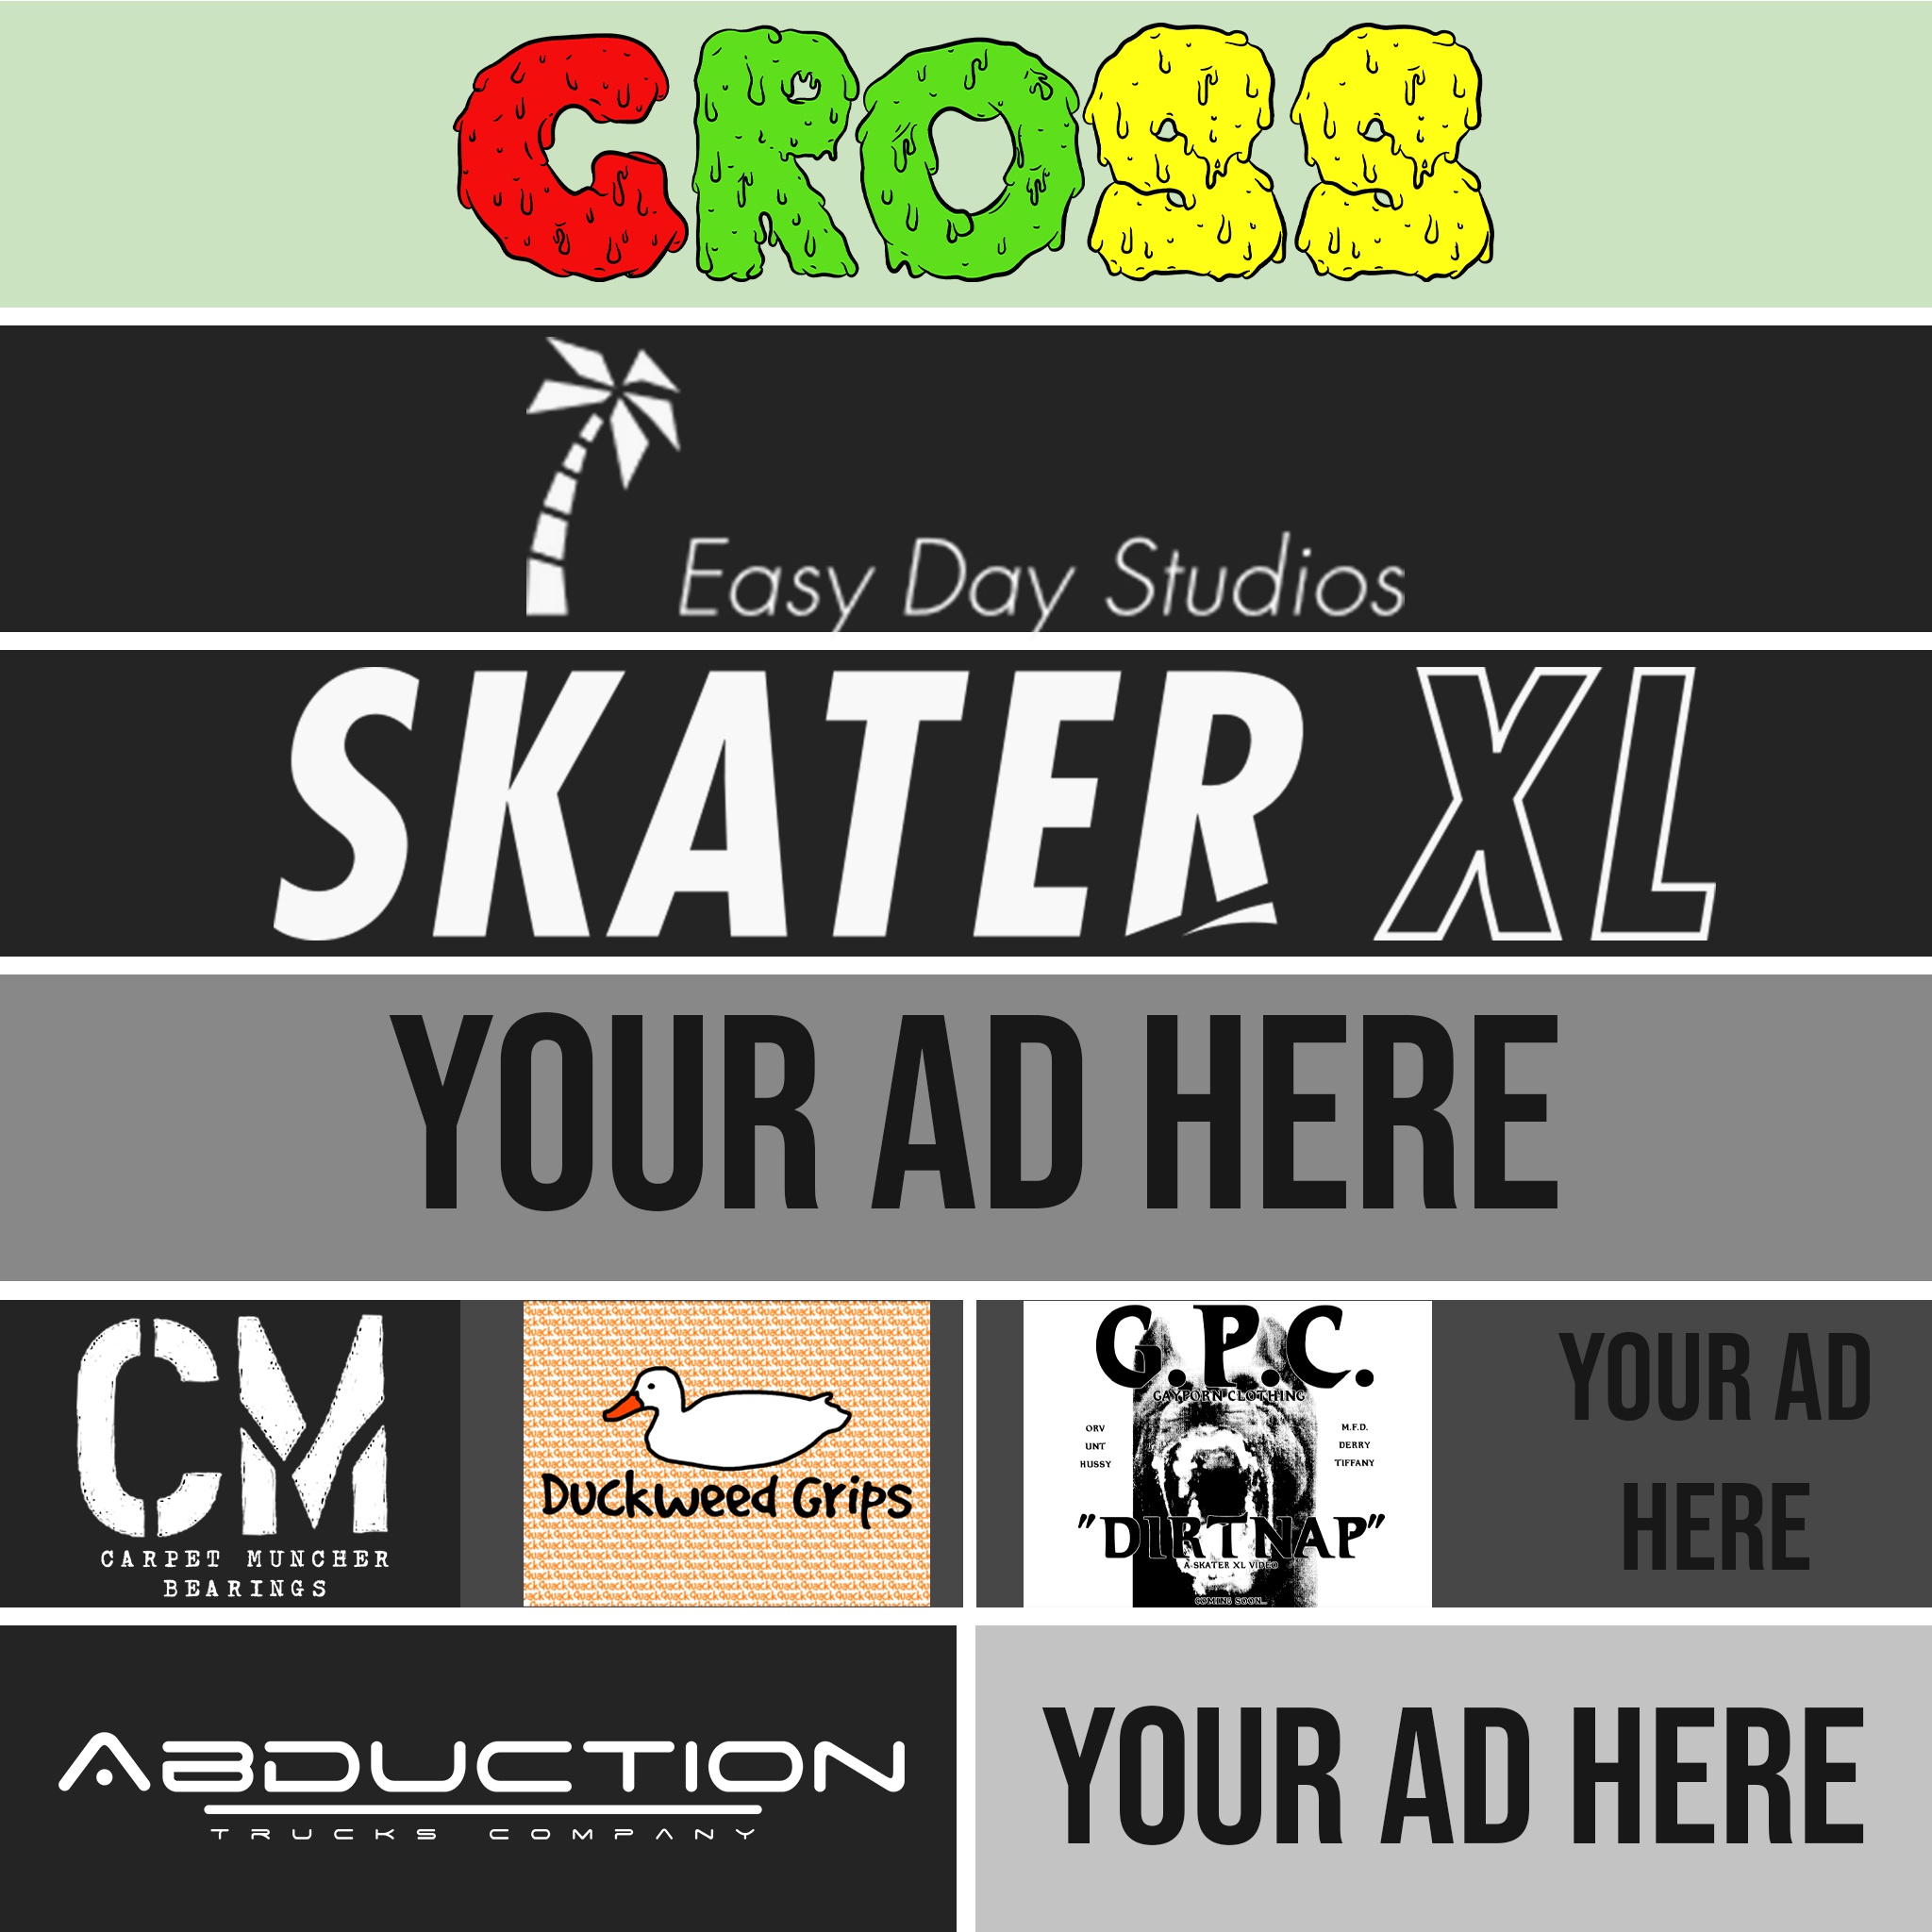 CROBB
Easy Day Studios
SKATER XL
YOUR AD HERE
CM
CARPET MUNCHER
BEARINGS
Duckweed Grips
G.P.C.
GAYPORN CLOTHING
ORV
UNT
HUSSY
M.F.D.
DERRY
TIFFANY
"DIRTNAP"
A SKATER XL VIDEO
COMING SOON...
YOUR AD
HERE
ABDUCTION
TRUCKS COMPANY
YOUR AD HERE